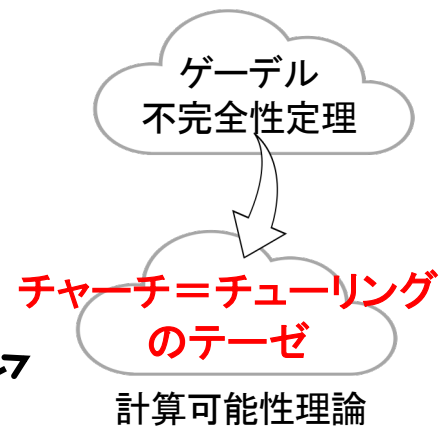 ゲーデル
不完全性定理
チャーチ＝チューリング
のテーゼ
計算可能性理論